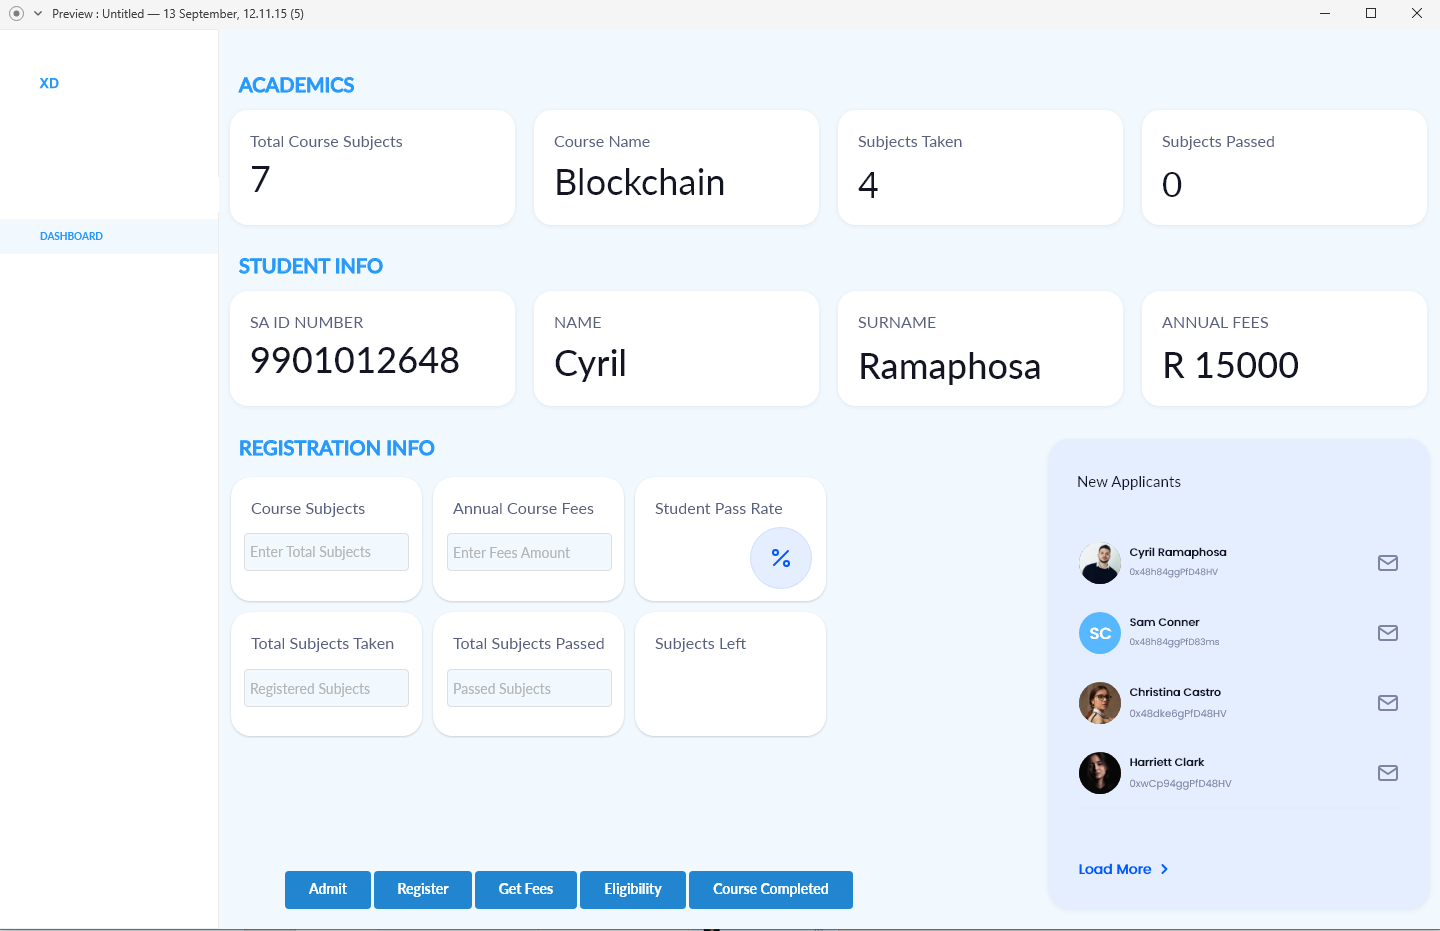 Preview : Untitled — 13 September, 12.11.15 (5)
XD
DASHBOARD
ACADEMICS
Total Course Subjects
7
Course Name
Blockchain
Subjects Taken
4
Subjects Passed
0
STUDENT INFO
SA ID NUMBER
9901012648
NAME
Cyril
SURNAME
Ramaphosa
ANNUAL FEES
R 15000
REGISTRATION INFO
Course Subjects
Enter Total Subjects
Annual Course Fees
Enter Fees Amount
Student Pass Rate
%
Total Subjects Taken
Registered Subjects
Total Subjects Passed
Passed Subjects
Subjects Left
New Applicants
Cyril Ramaphosa
0x48h84ggPfD48HV
SC
Sam Conner
0x48h84ggPfD83ms
Christina Castro
0x48dke6gPfD48HV
Harriett Clark
0xwCp94ggPfD48HV
Load More
Admit
Register
Get Fees
Eligibility
Course Completed